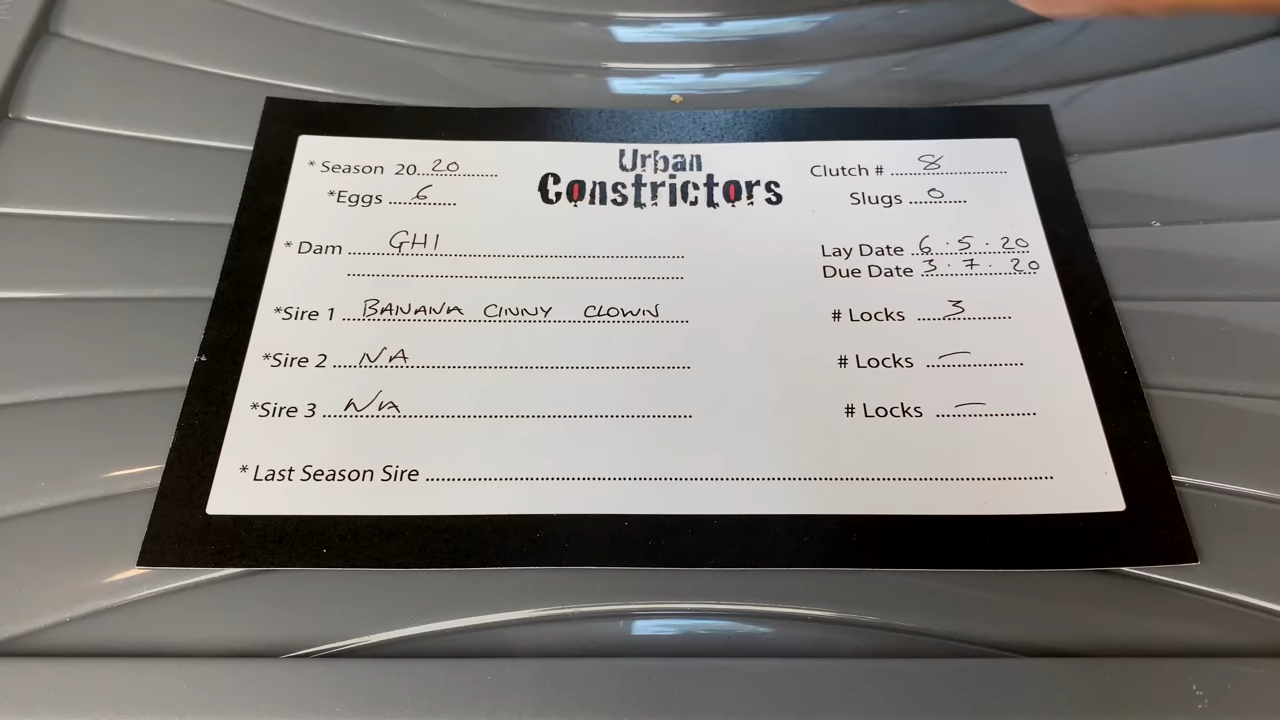 * Season 20 20
Urban
Constrictors
Clutch # 8
*Eggs 6
Slugs 0
* Dam GHI
Lay Date 6 . 5 . 20
Due Date 3 . 7 . 20
*Sire 1 BANANA CINNY CLOWN
# Locks 3
*Sire 2 NA
# Locks —
*Sire 3 NA
# Locks —
* Last Season Sire